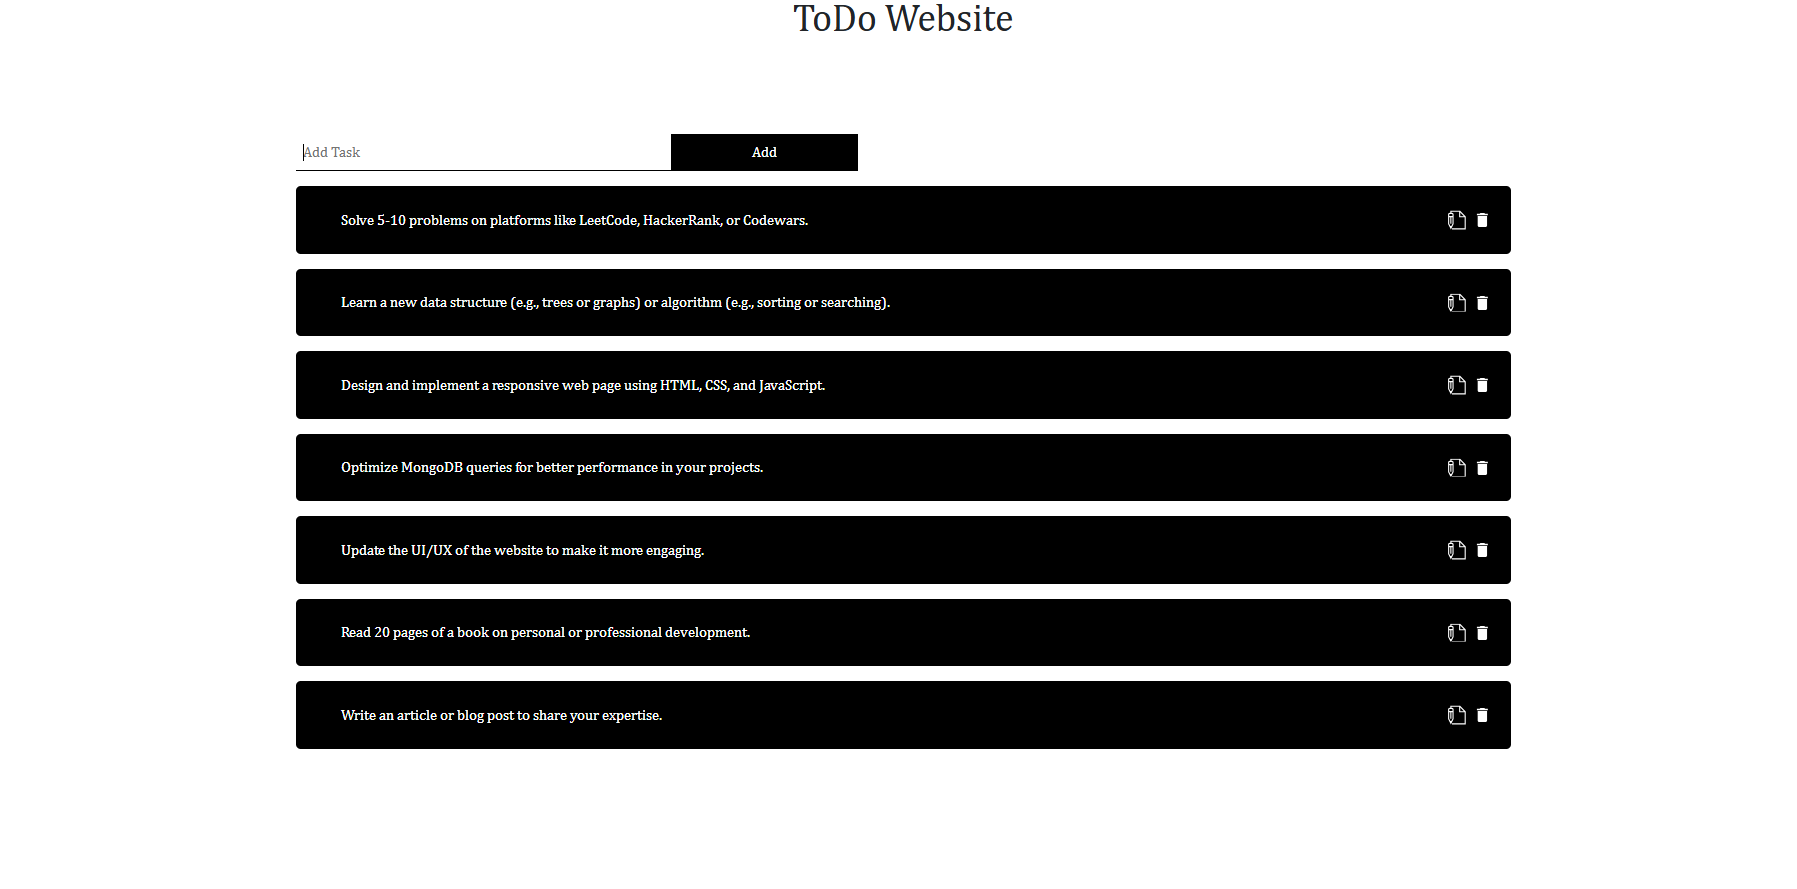 ToDo Website
Add Task
Add
Solve 5-10 problems on platforms like LeetCode, HackerRank, or Codewars.
Learn a new data structure (e.g., trees or graphs) or algorithm (e.g., sorting or searching).
Design and implement a responsive web page using HTML, CSS, and JavaScript.
Optimize MongoDB queries for better performance in your projects.
Update the UI/UX of the website to make it more engaging.
Read 20 pages of a book on personal or professional development.
Write an article or blog post to share your expertise.